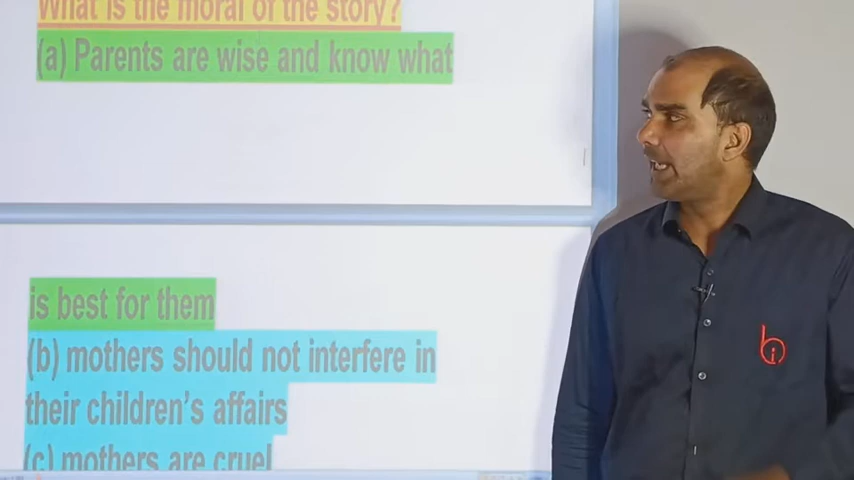 What is the moral of the story?
(a) Parents are wise and know what
is best for them
(b) mothers should not interfere in
their children's affairs
(c) mothers are cruel
bi